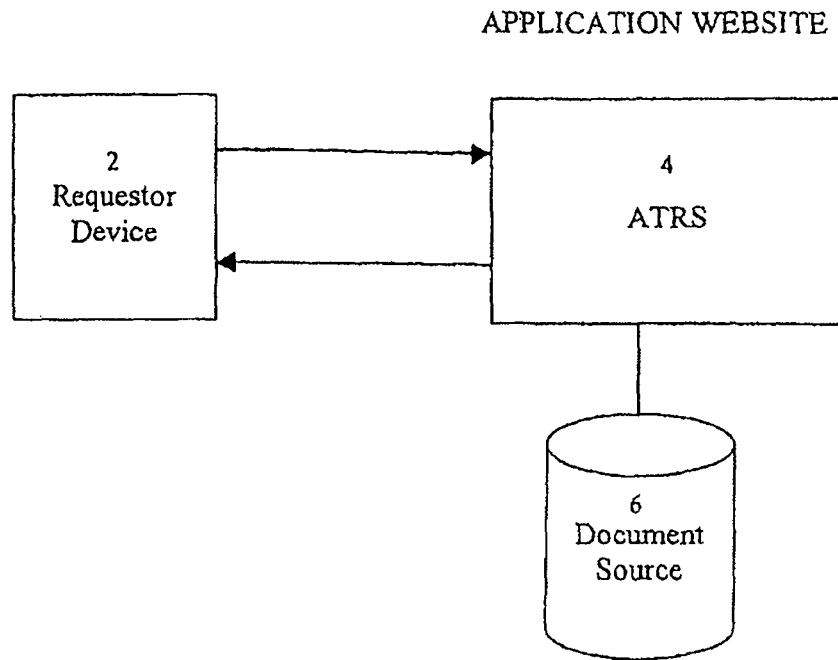 APPLICATION WEBSITE
2
Requestor
Device
4
ATRS
6
Document
Source